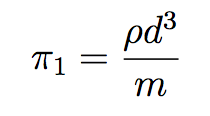 π₁ = ρd³/m